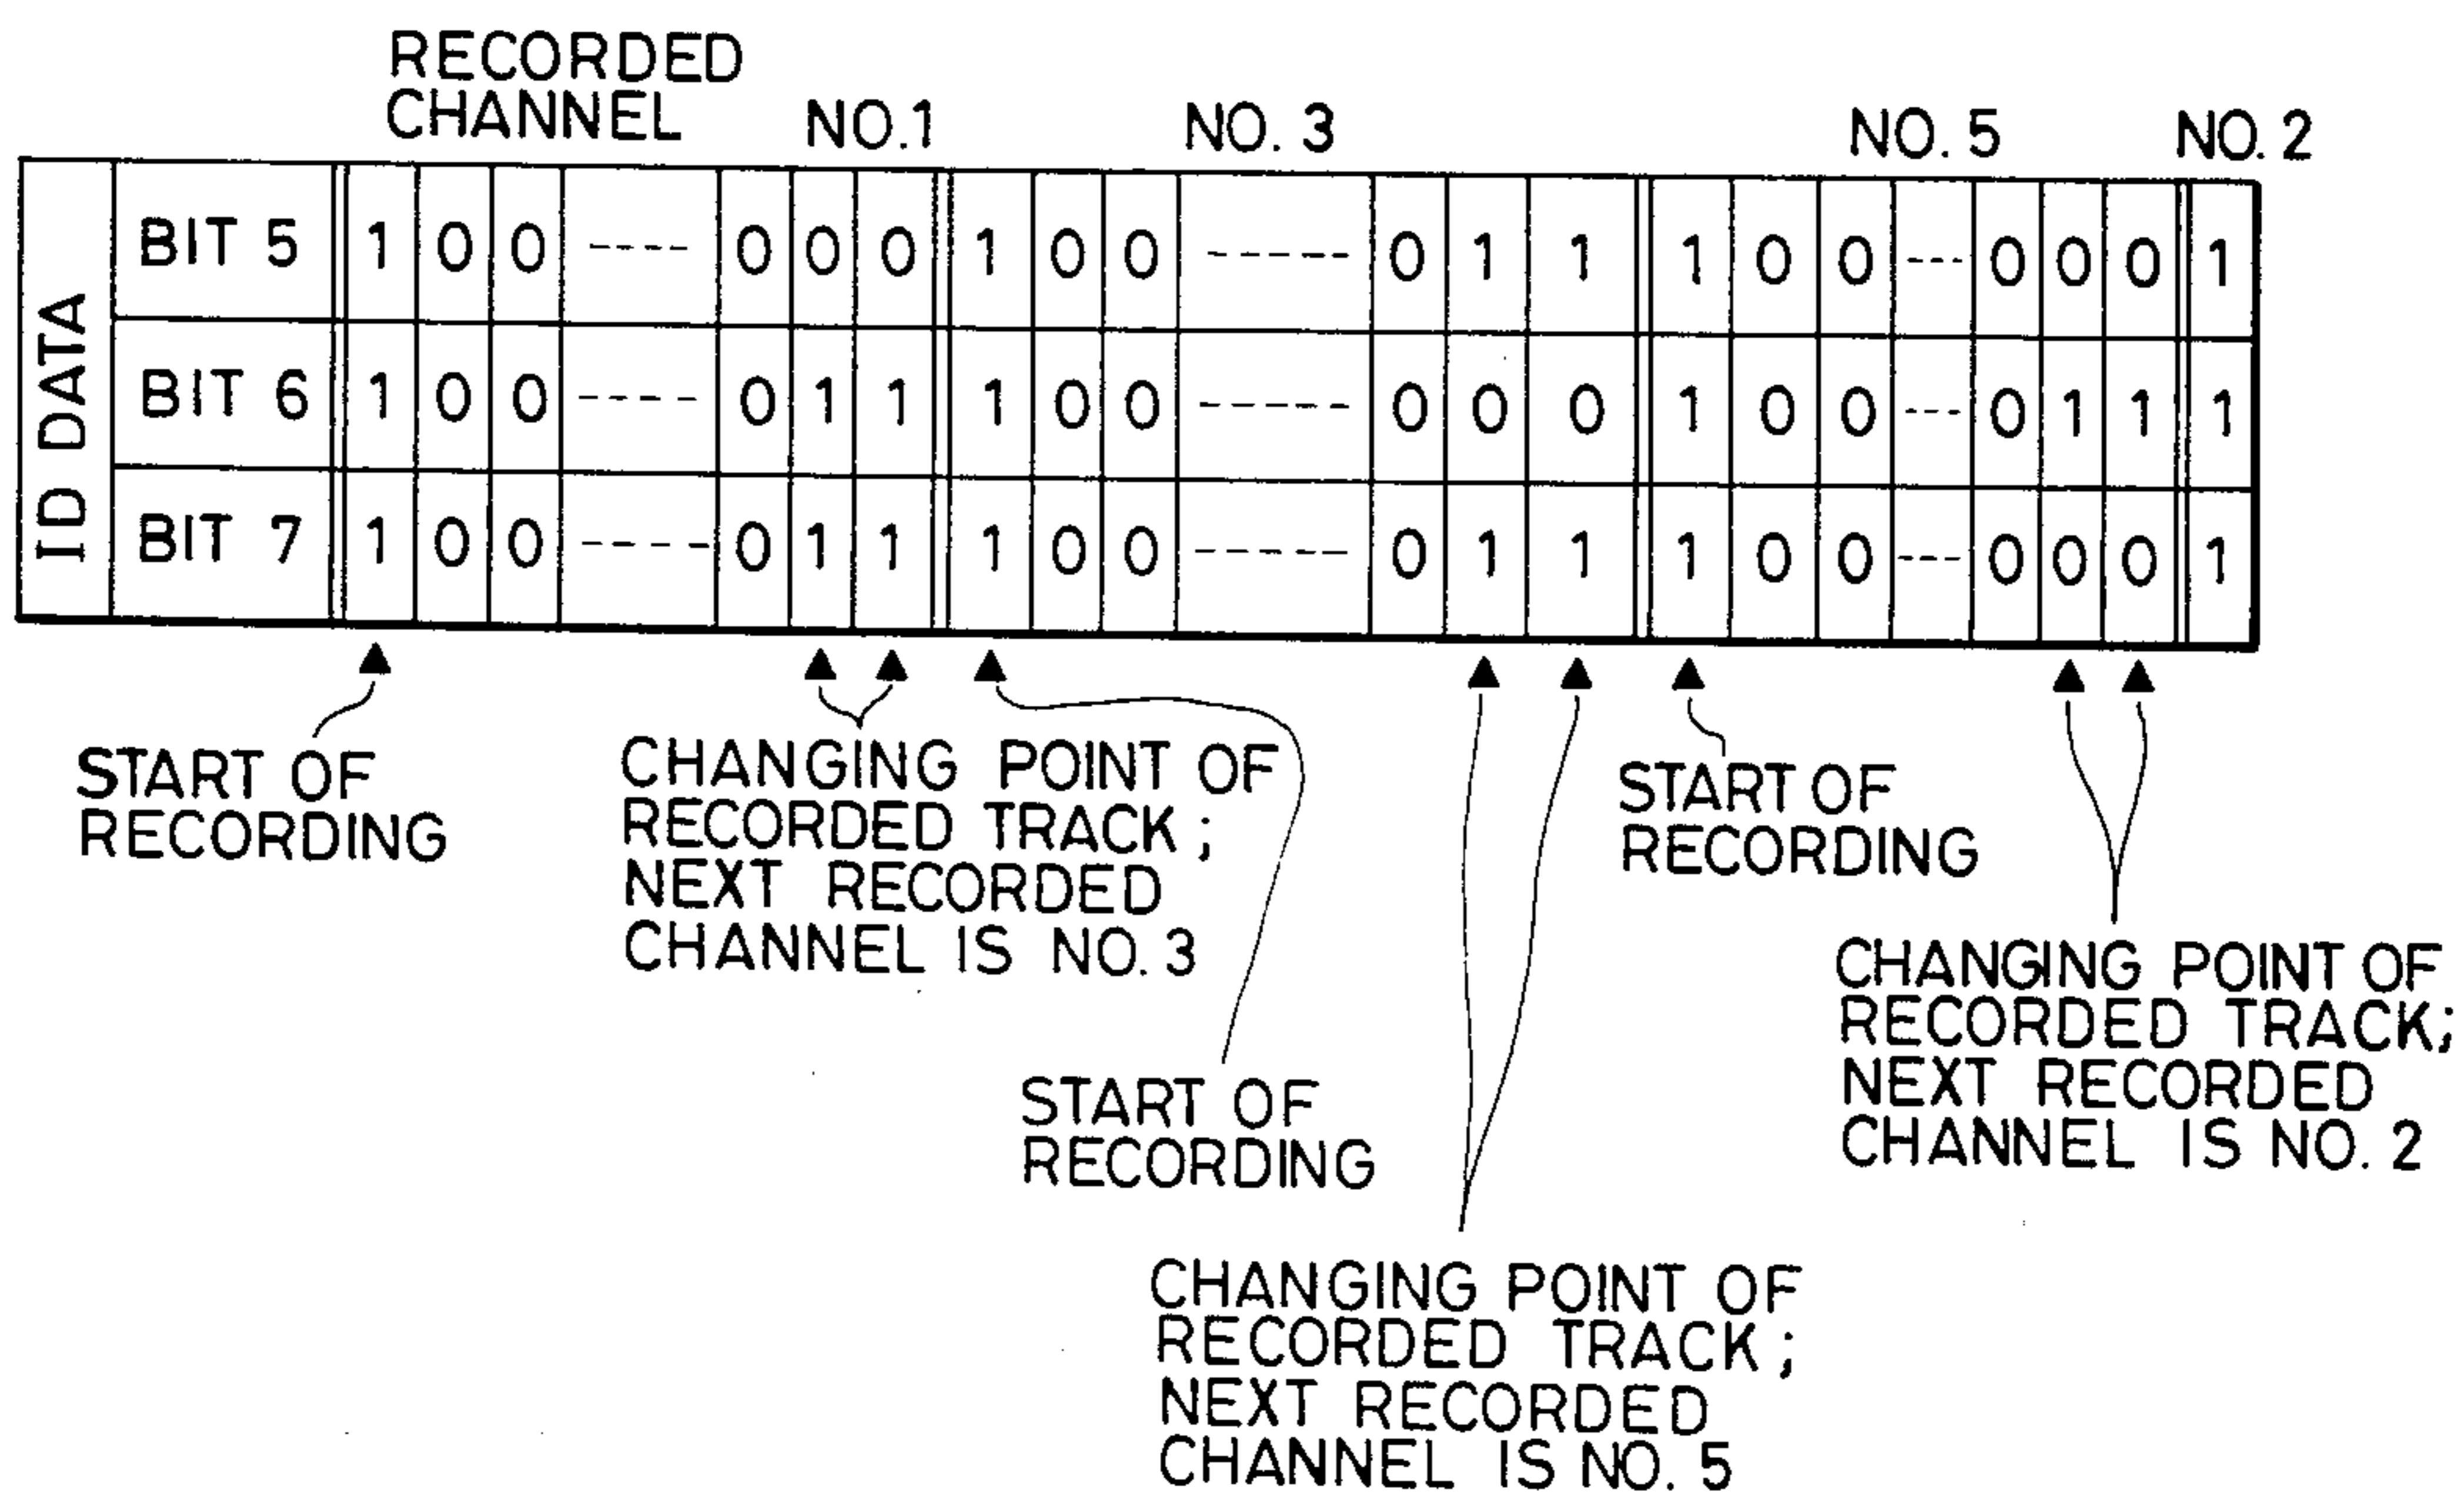 RECORDED
CHANNEL NO.1 NO. 3 NO. 5 NO. 2
ID DATA
BIT 5 1 0 0 ---- 0 0 0 1 0 0 ----- 0 1 1 1 0 0 --- 0 0 0 1
BIT 6 1 0 0 ----- 0 1 1 1 0 0 ------ 0 0 0 1 0 0 --- 0 1 1 1
BIT 7 1 0 0 ----- 0 1 1 1 0 0 ------ 0 1 1 1 0 0 --- 0 0 0 1
START OF
RECORDING
CHANGING POINT OF
RECORDED TRACK;
NEXT RECORDED
CHANNEL IS NO. 3
START OF
RECORDING
CHANGING POINT OF
RECORDED TRACK;
NEXT RECORDED
CHANNEL IS NO. 5
START OF
RECORDING
CHANGING POINT OF
RECORDED TRACK;
NEXT RECORDED
CHANNEL IS NO. 2